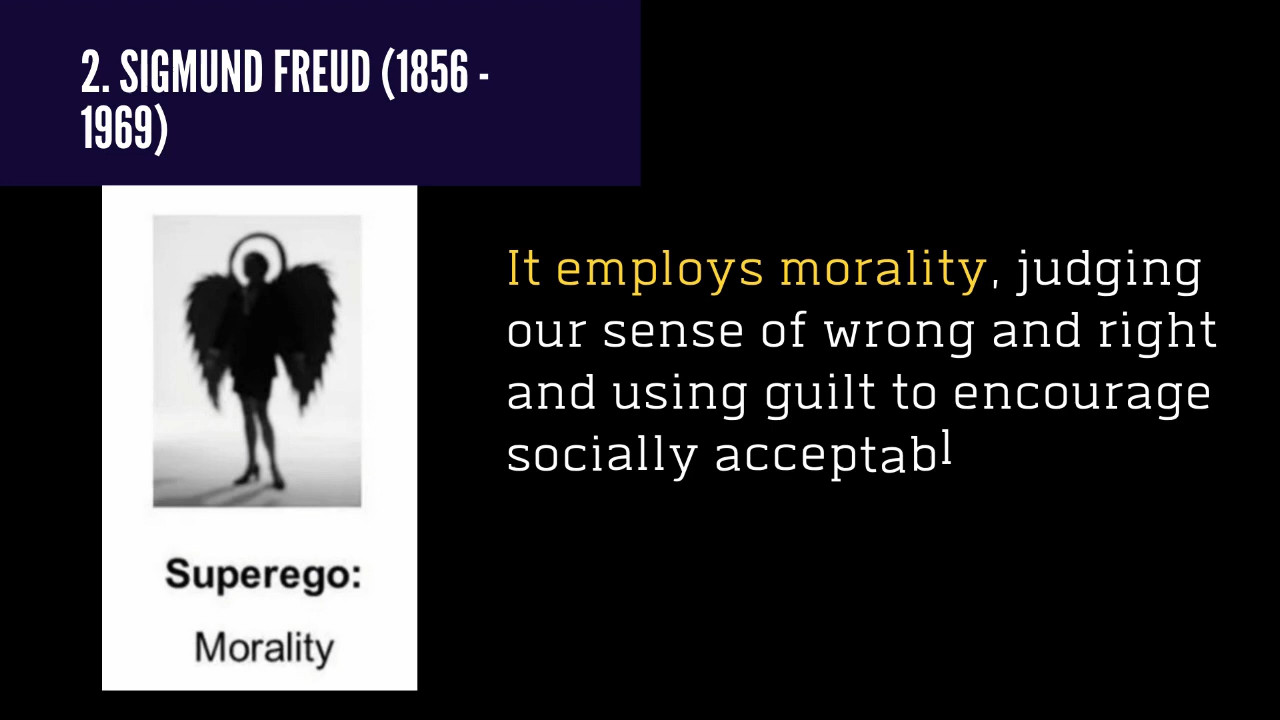 2. SIGMUND FREUD (1856 -
1969)
It employs morality, judging
our sense of wrong and right
and using guilt to encourage
socially acceptabl
Superego:
Morality